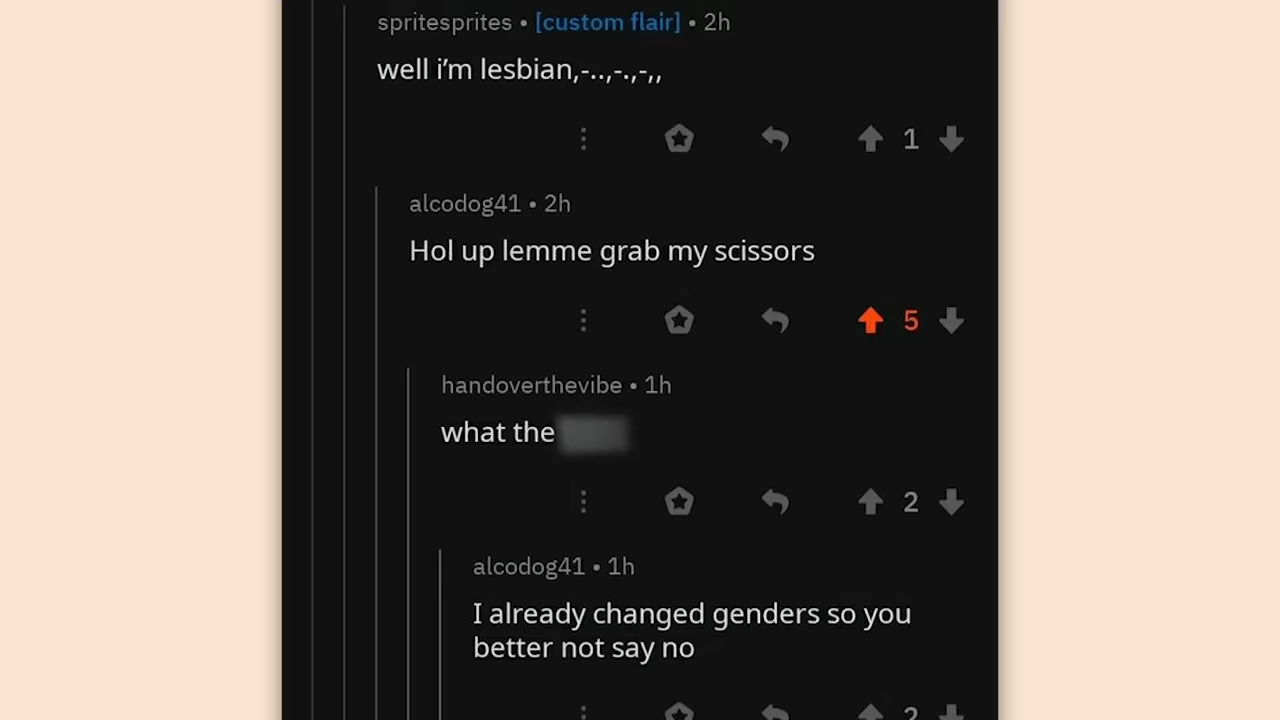 spritesprites • [custom flair] • 2h
well i’m lesbian,-..,-.,-,,
1
alcodog41 • 2h
Hol up lemme grab my scissors
5
handoverthevibe • 1h
what the
2
alcodog41 • 1h
I already changed genders so you
better not say no
2